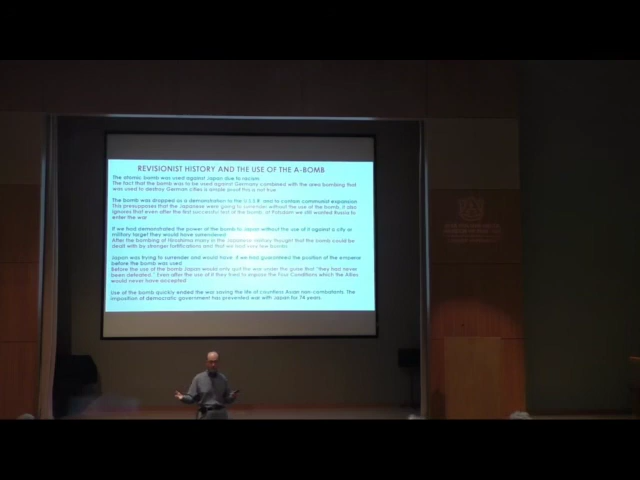 REVISIONIST HISTORY AND THE USE OF THE A-BOMB
The atomic bomb was used against Japan due to racism
The fact that the bomb was to be used against Germany combined with the area bombing that
was used to destroy German cities is ample proof this is not true
The bomb was dropped as a demonstration to the U.S.S.R. and to contain communist expansion
This presupposes that the Japanese were going to surrender without the use of the bomb. It also
ignores that even after the first successful test of the bomb, at Potsdam we still wanted Russia to
enter the war
If we had demonstrated the power of the bomb to Japan without the use of it against a city or
military target they would have surrendered
After the bombing of Hiroshima many in the Japanese military thought that the bomb could be
dealt with by stronger fortifications and that we had very few bombs
Japan was trying to surrender and would have if we had guaranteed the position of the emperor
before the bomb was used
Before the use of the bomb Japan would only quit the war under the guise that "they had never
been defeated." Even after the use of it they tried to impose the Four Conditions which the Allies
would never have accepted
Use of the bomb quickly ended the war saving the life of countless Asian non-combatants. The
imposition of democratic government has prevented war with Japan for 74 years.